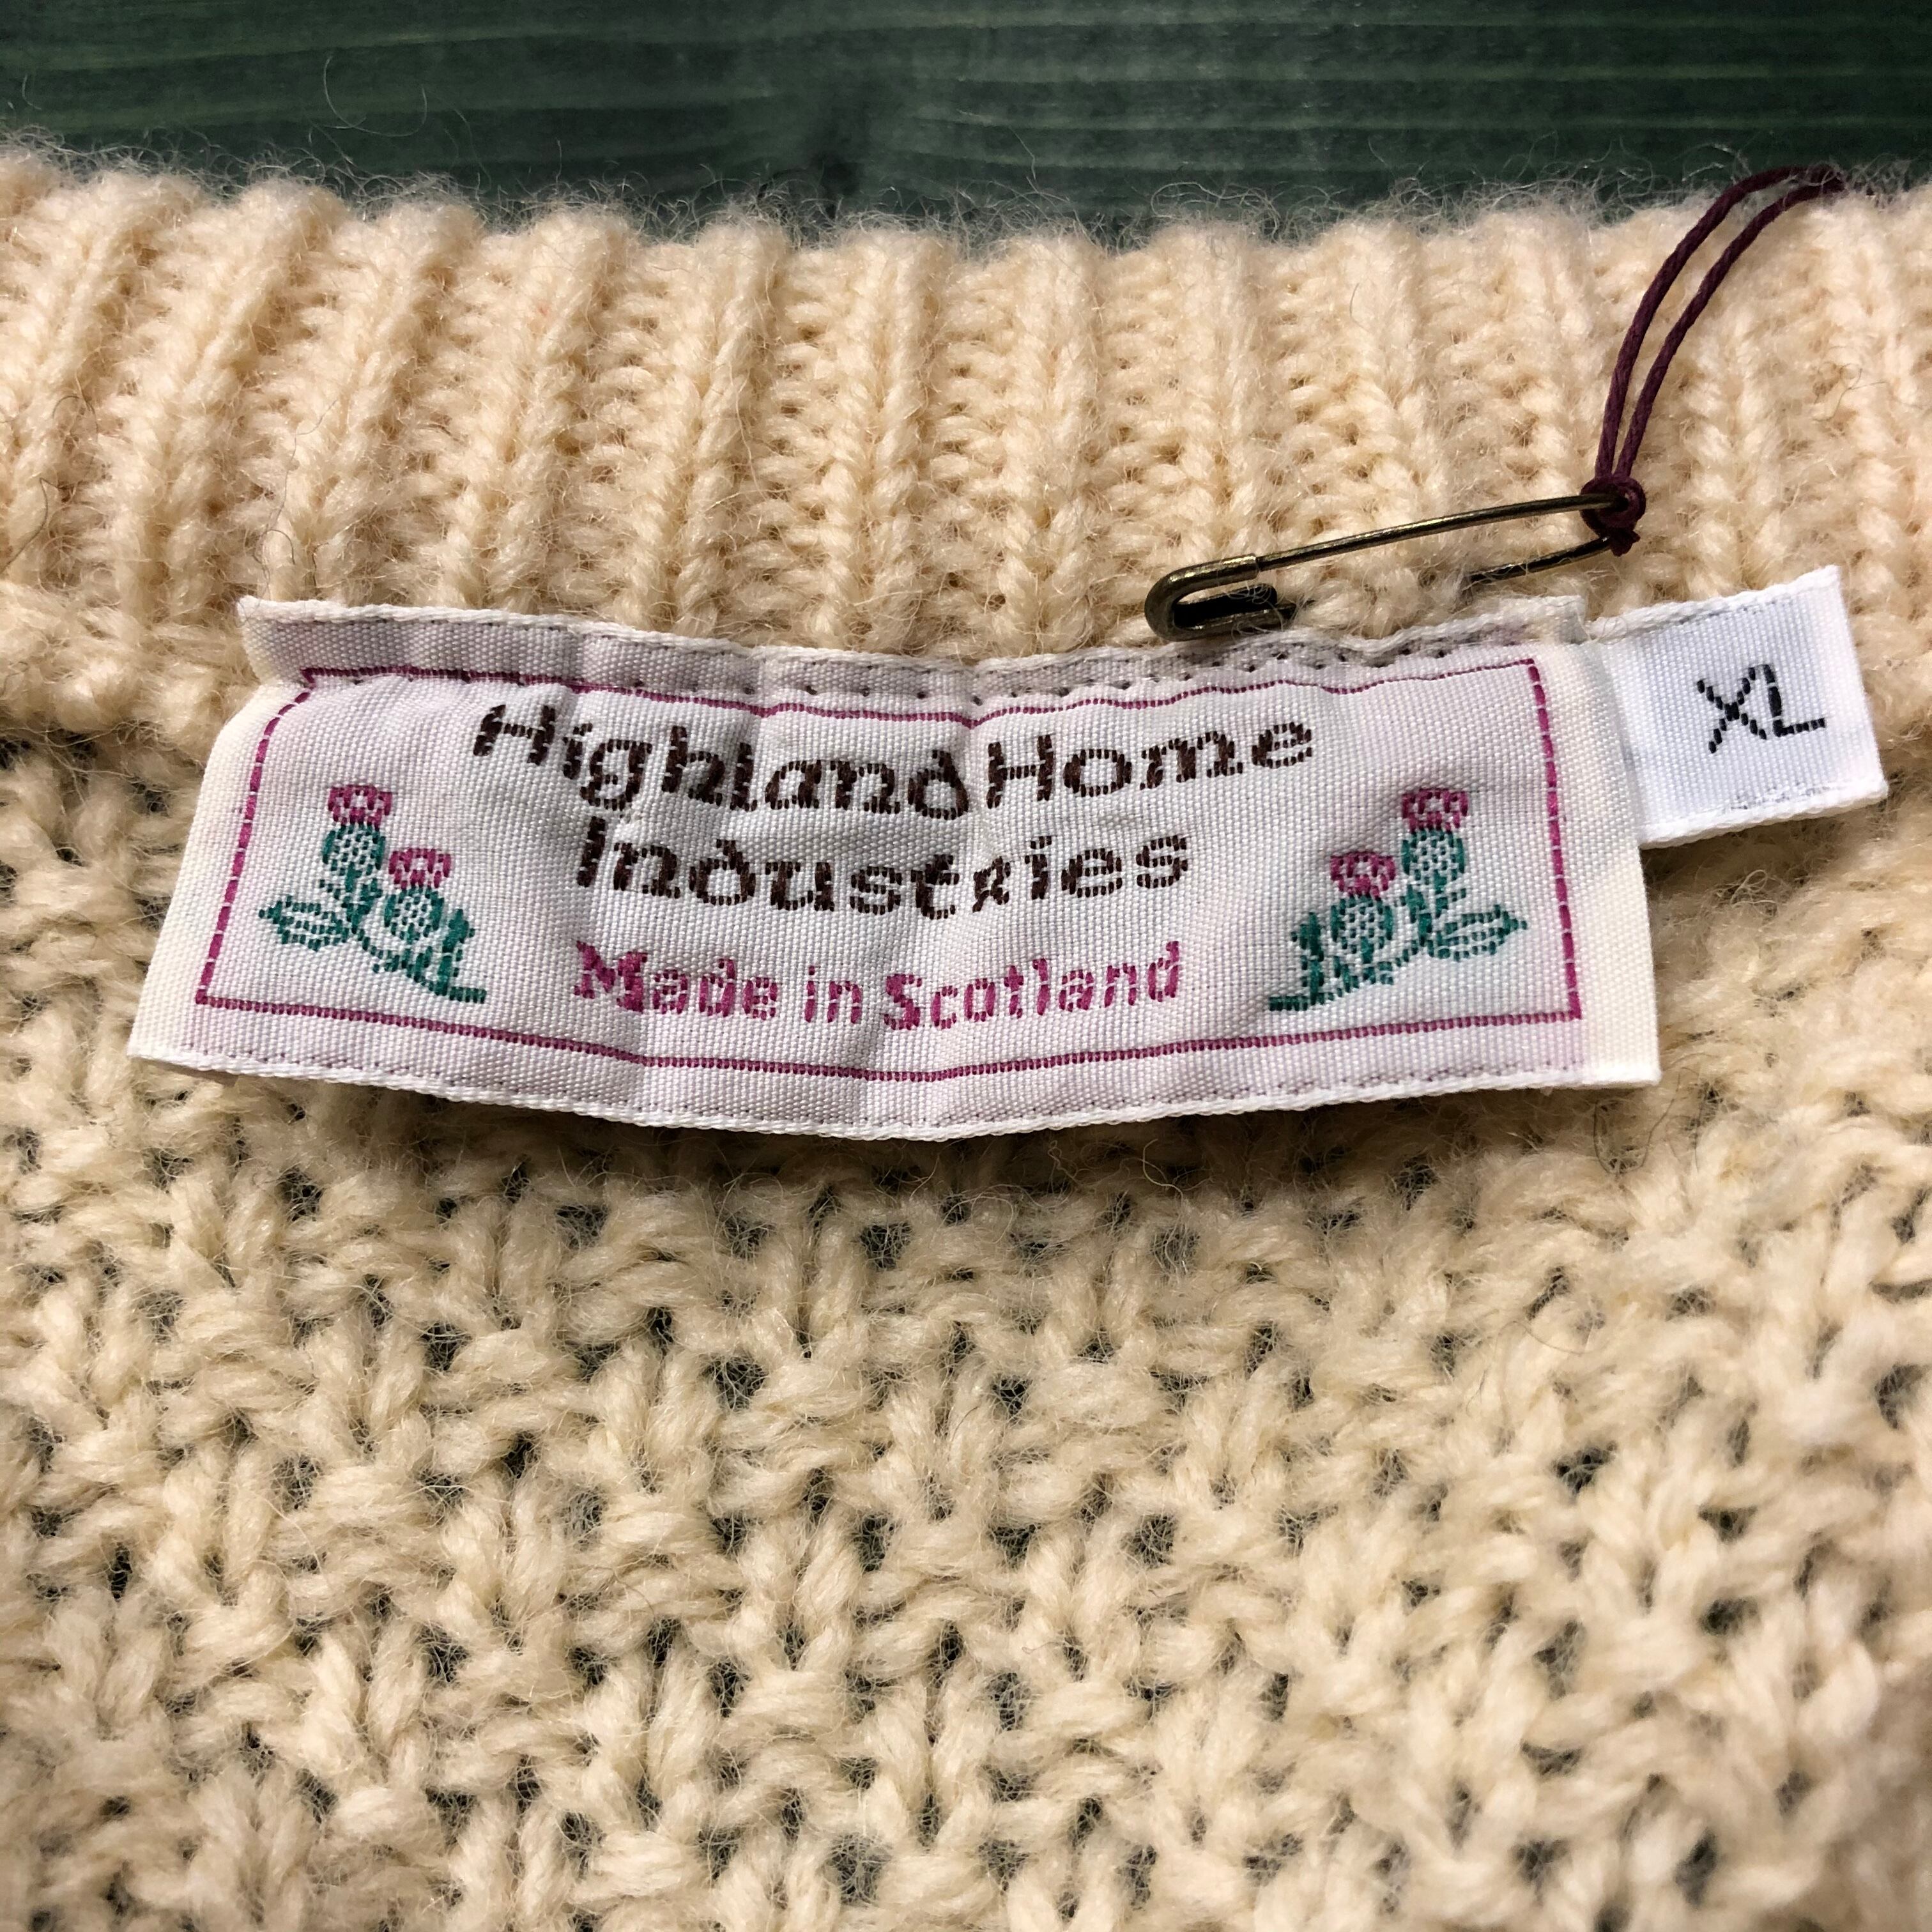 Highland Home
Industries
Made in Scotland
XL